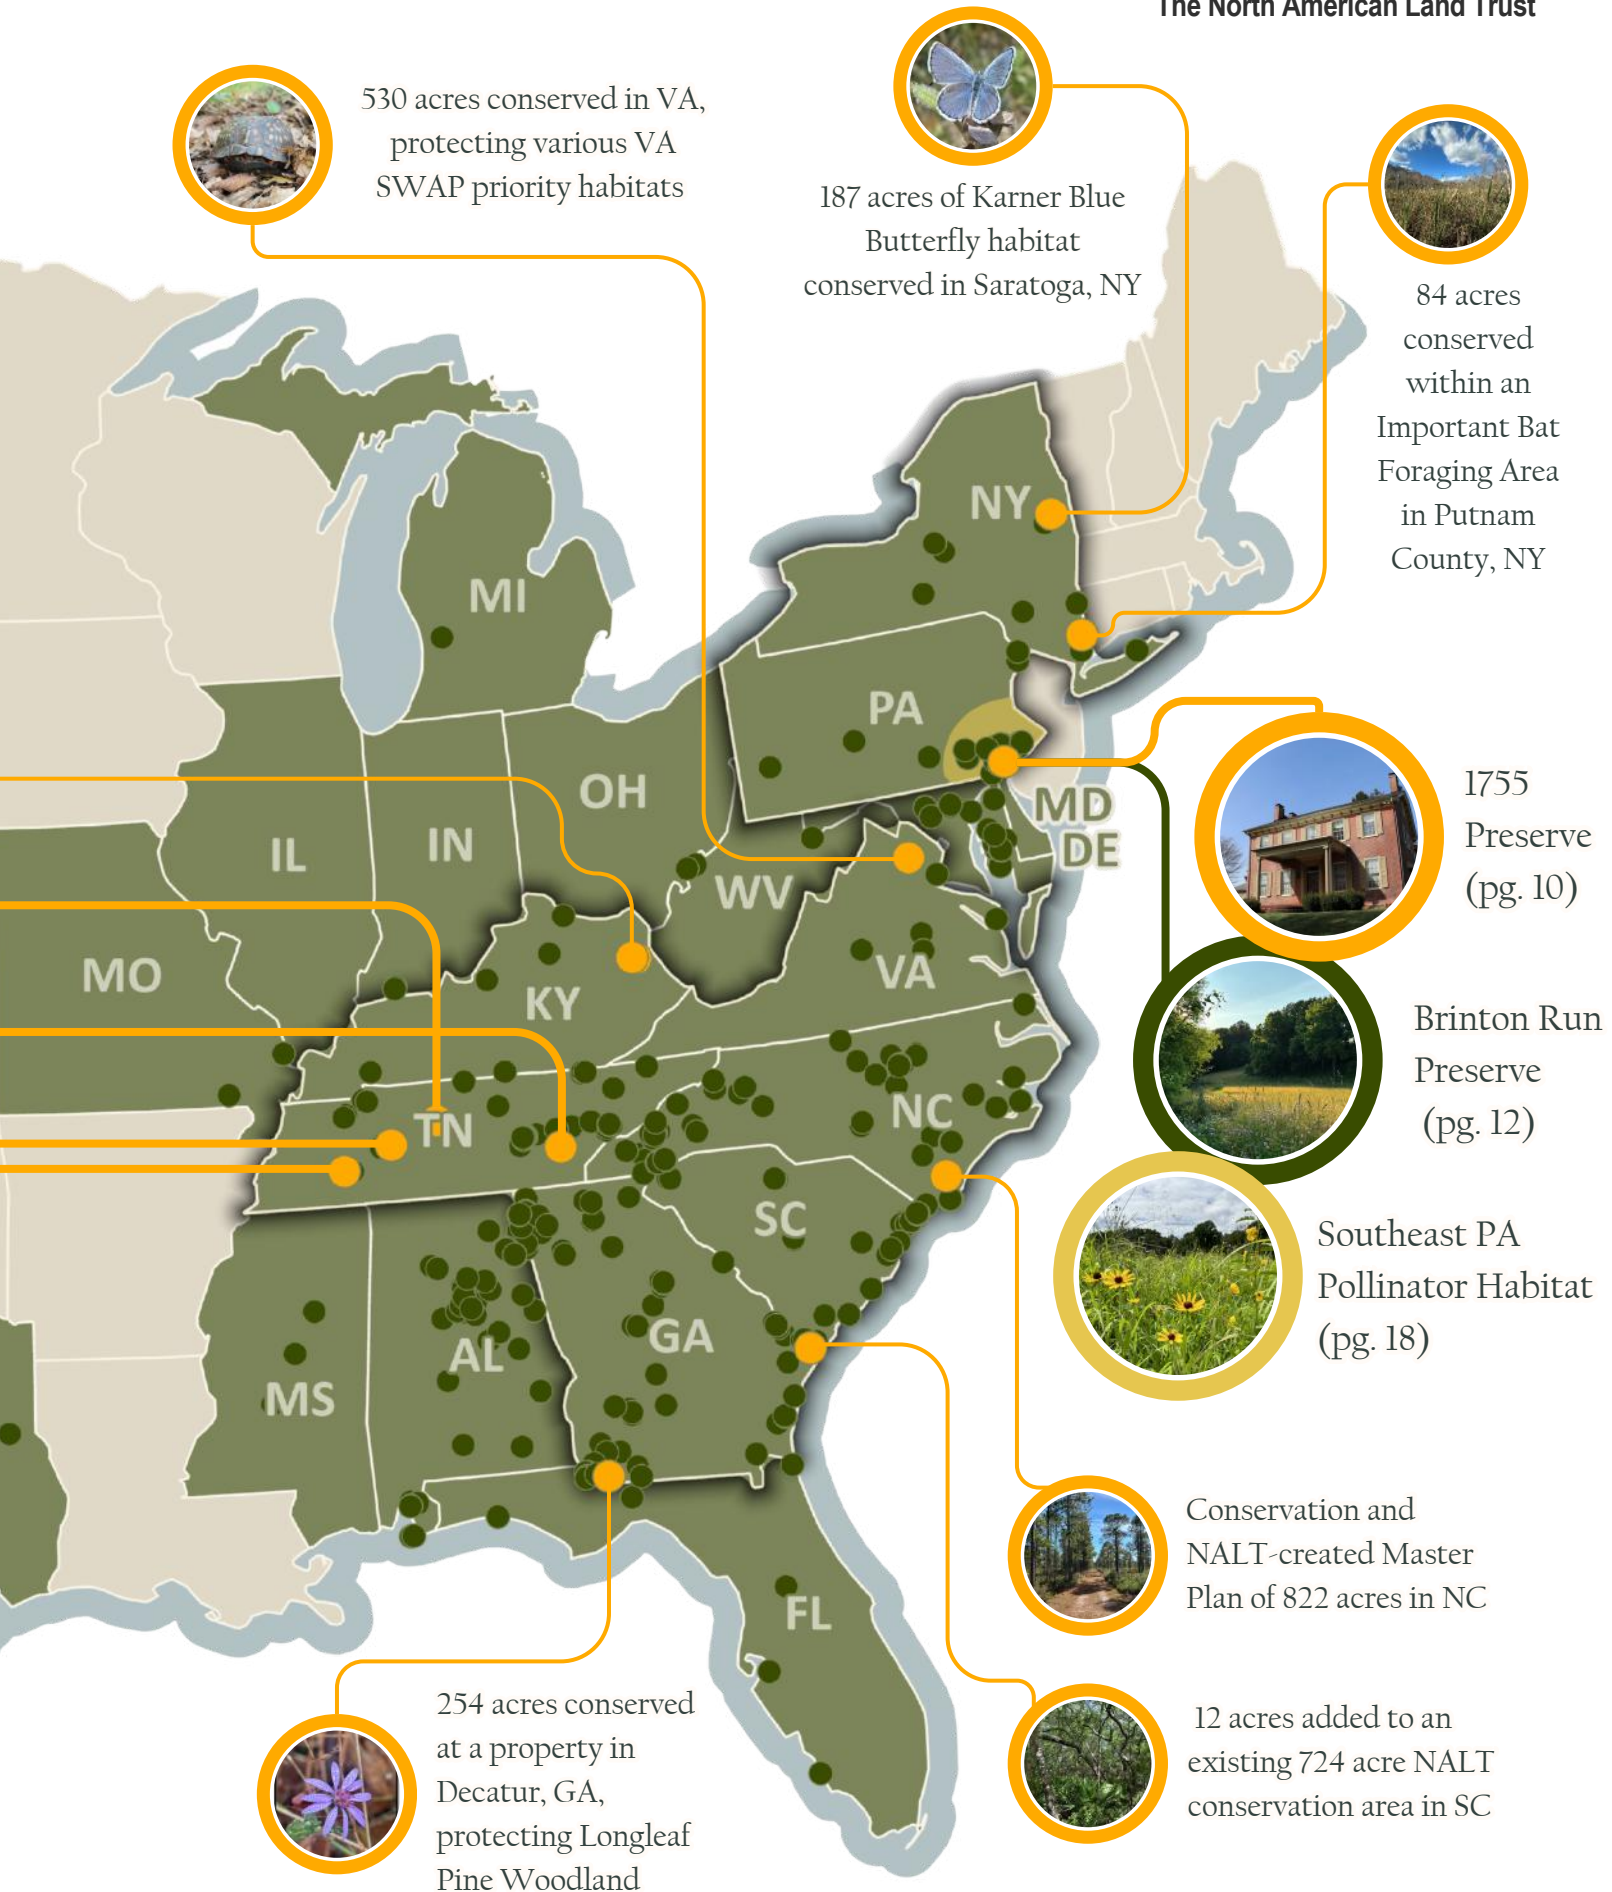 The North American Land Trust
530 acres conserved in VA,
protecting various VA
SWAP priority habitats
187 acres of Karner Blue
Butterfly habitat
conserved in Saratoga, NY
84 acres
conserved
within an
Important Bat
Foraging Area
in Putnam
County, NY
NY
MI
PA
OH
MD
DE
IL
IN
WV
MO
VA
KY
TN
NC
SC
GA
AL
MS
FL
1755
Preserve
(pg. 10)
Brinton Run
Preserve
(pg. 12)
Southeast PA
Pollinator Habitat
(pg. 18)
Conservation and
NALT-created Master
Plan of 822 acres in NC
12 acres added to an
existing 724 acre NALT
conservation area in SC
254 acres conserved
at a property in
Decatur, GA,
protecting Longleaf
Pine Woodland